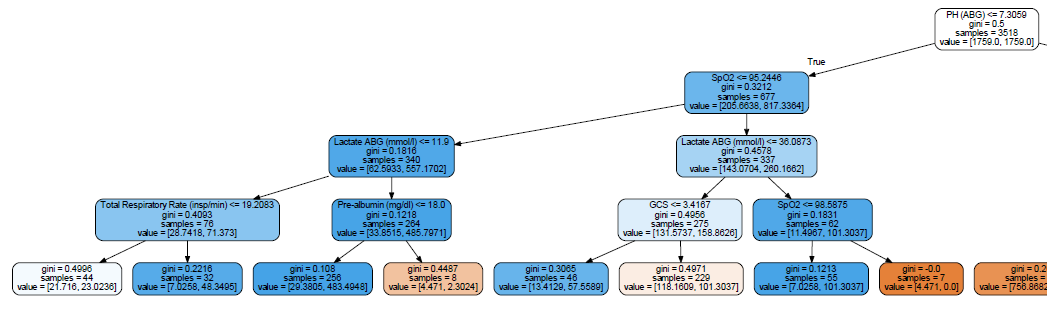 PH (ABG) <= 7.3059
gini = 0.5
samples = 3518
value = [1759.0, 1759.0]
True
SpO2 <= 95.2446
gini = 0.3212
samples = 677
value = [205.6638, 817.3364]
Lactate ABG (mmol/l) <= 11.9
gini = 0.1816
samples = 340
value = [62.5933, 557.1702]
Lactate ABG (mmol/l) <= 36.0873
gini = 0.4578
samples = 337
value = [143.0704, 260.1662]
Total Respiratory Rate (insp/min) <= 19.2083
gini = 0.4093
samples = 76
value = [28.7418, 71.373]
Pre-albumin (mg/dl) <= 18.0
gini = 0.1218
samples = 264
value = [33.8515, 485.7971]
GCS <= 3.4167
gini = 0.4956
samples = 275
value = [131.5737, 158.8626]
SpO2 <= 98.5875
gini = 0.1831
samples = 62
value = [11.4967, 101.3037]
gini = 0.4996
samples = 44
value = [21.716, 23.0236]
gini = 0.2216
samples = 32
value = [7.0258, 48.3495]
gini = 0.108
samples = 256
value = [29.3805, 483.4948]
gini = 0.4487
samples = 8
value = [4.471, 2.3024]
gini = 0.3065
samples = 46
value = [13.4129, 57.5589]
gini = 0.4971
samples = 229
value = [118.1609, 101.3037]
gini = 0.1213
samples = 55
value = [7.0258, 101.3037]
gini = -0.0
samples = 7
value = [4.471, 0.0]
gini = 0.2
samples =
value = [756.8682